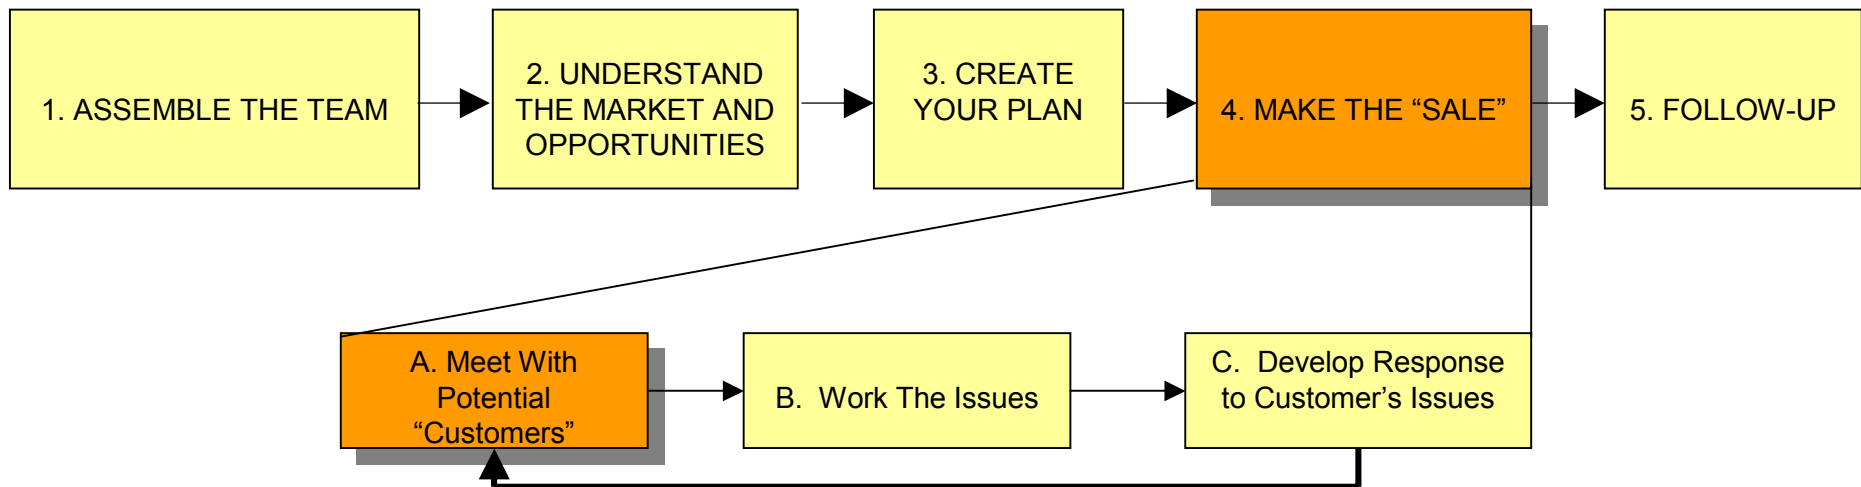 1. ASSEMBLE THE TEAM
2. UNDERSTAND
THE MARKET AND
OPPORTUNITIES
3. CREATE
YOUR PLAN
4. MAKE THE “SALE”
5. FOLLOW-UP
A. Meet With
Potential
“Customers”
B.  Work The Issues
C.  Develop Response
to Customer’s Issues